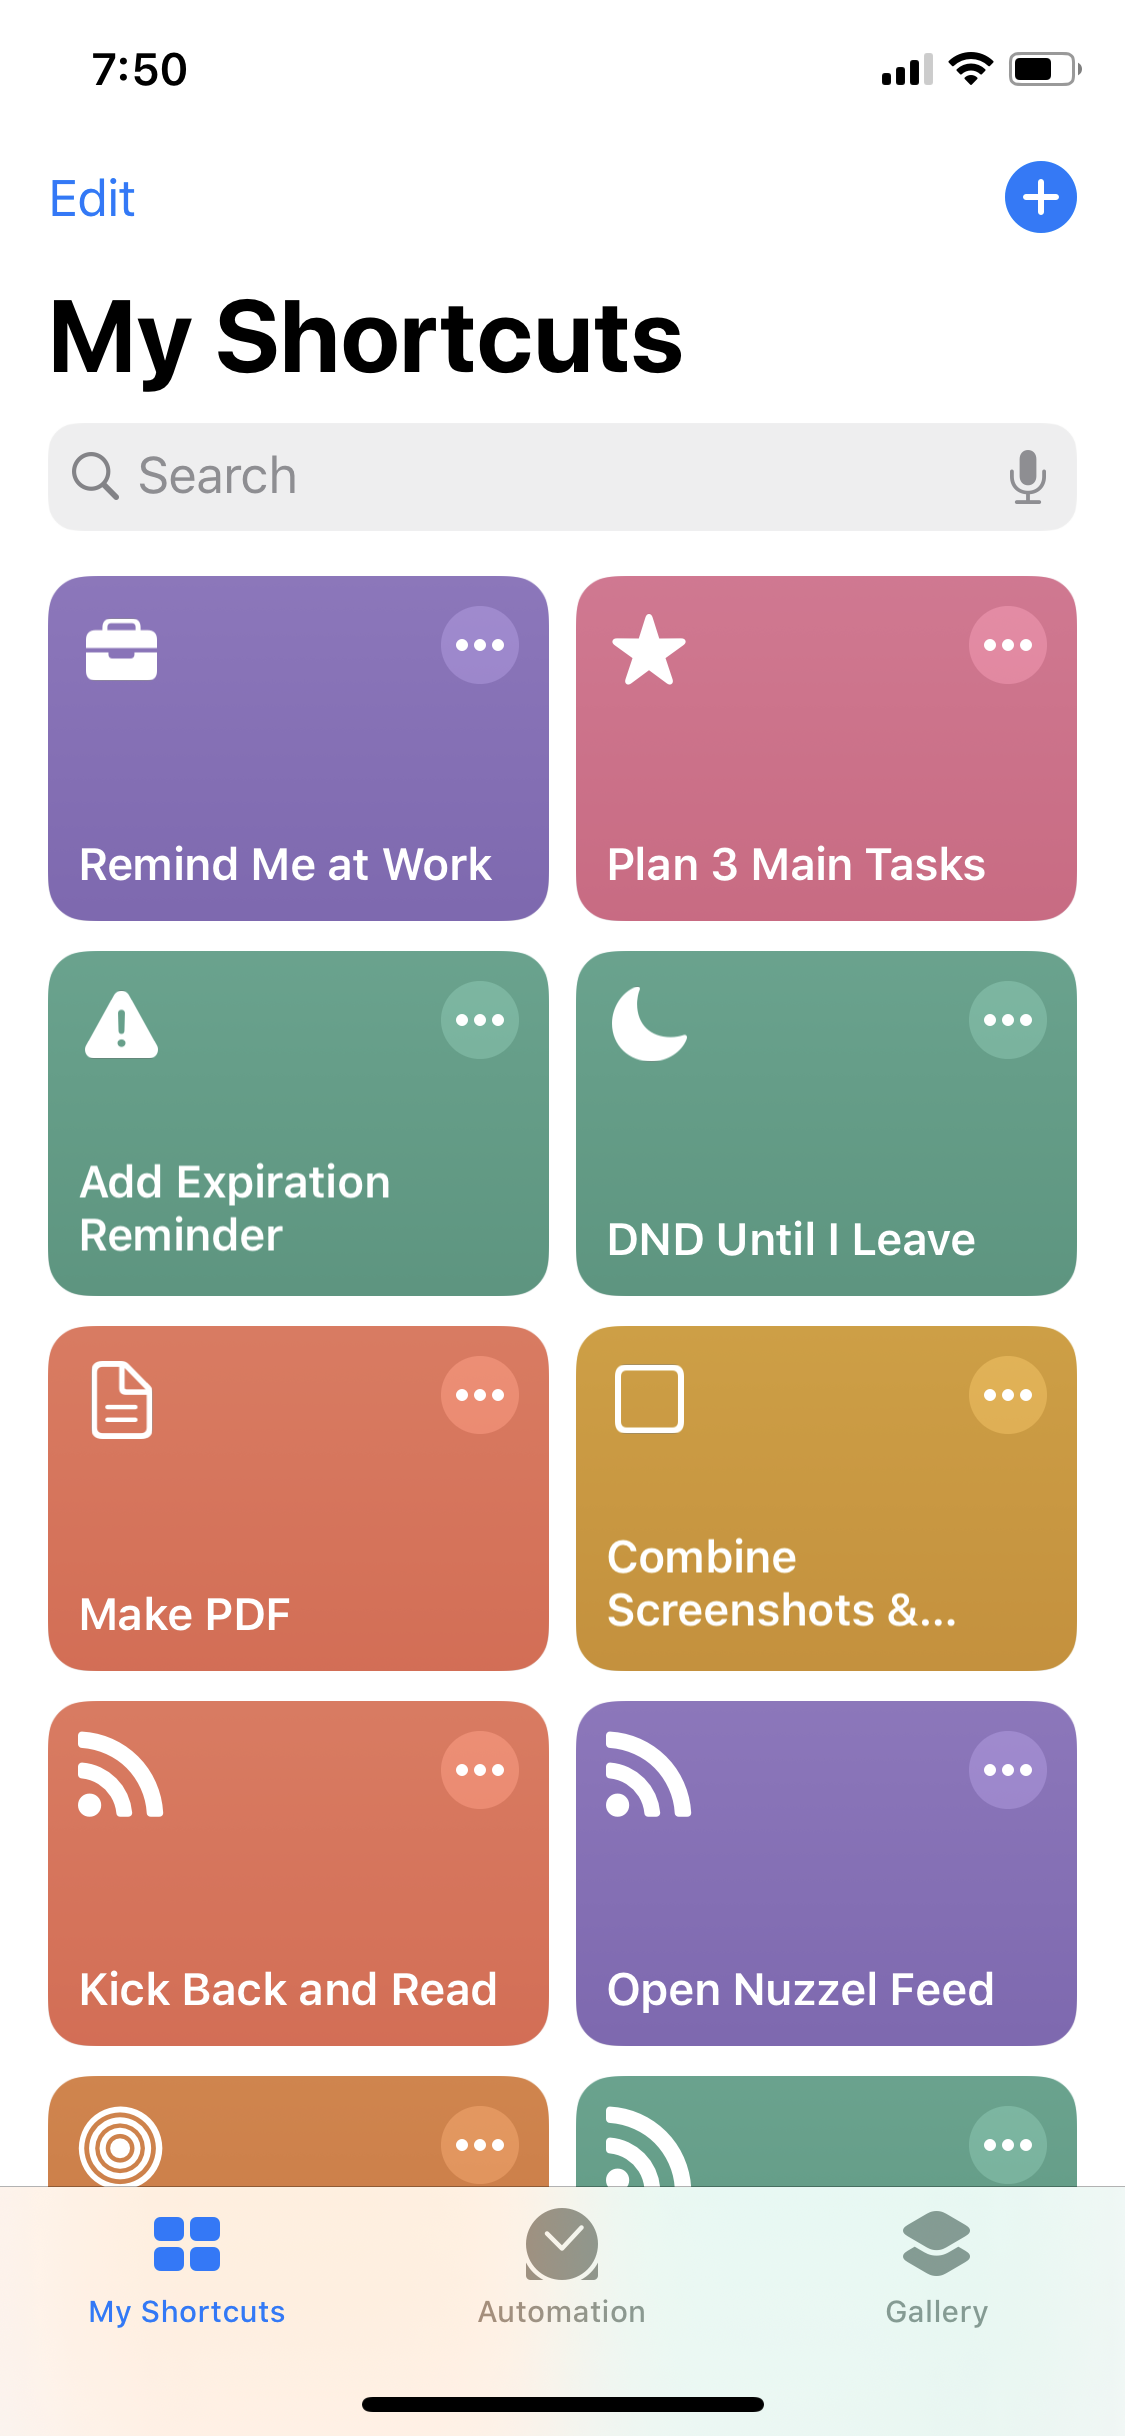 7:50
Edit
My Shortcuts
Search
Remind Me at Work
Plan 3 Main Tasks
Add Expiration
Reminder
DND Until I Leave
Make PDF
Combine
Screenshots &...
Kick Back and Read
Open Nuzzel Feed
My Shortcuts
Automation
Gallery